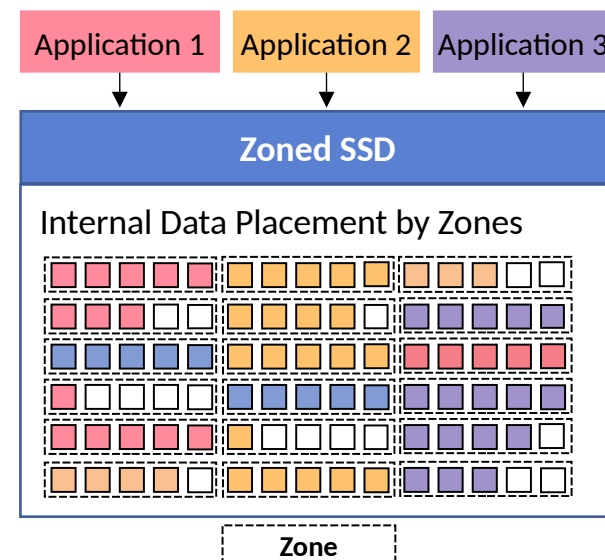 Application 1
Application 2
Application 3
Zoned SSD
Internal Data Placement by Zones
Zone